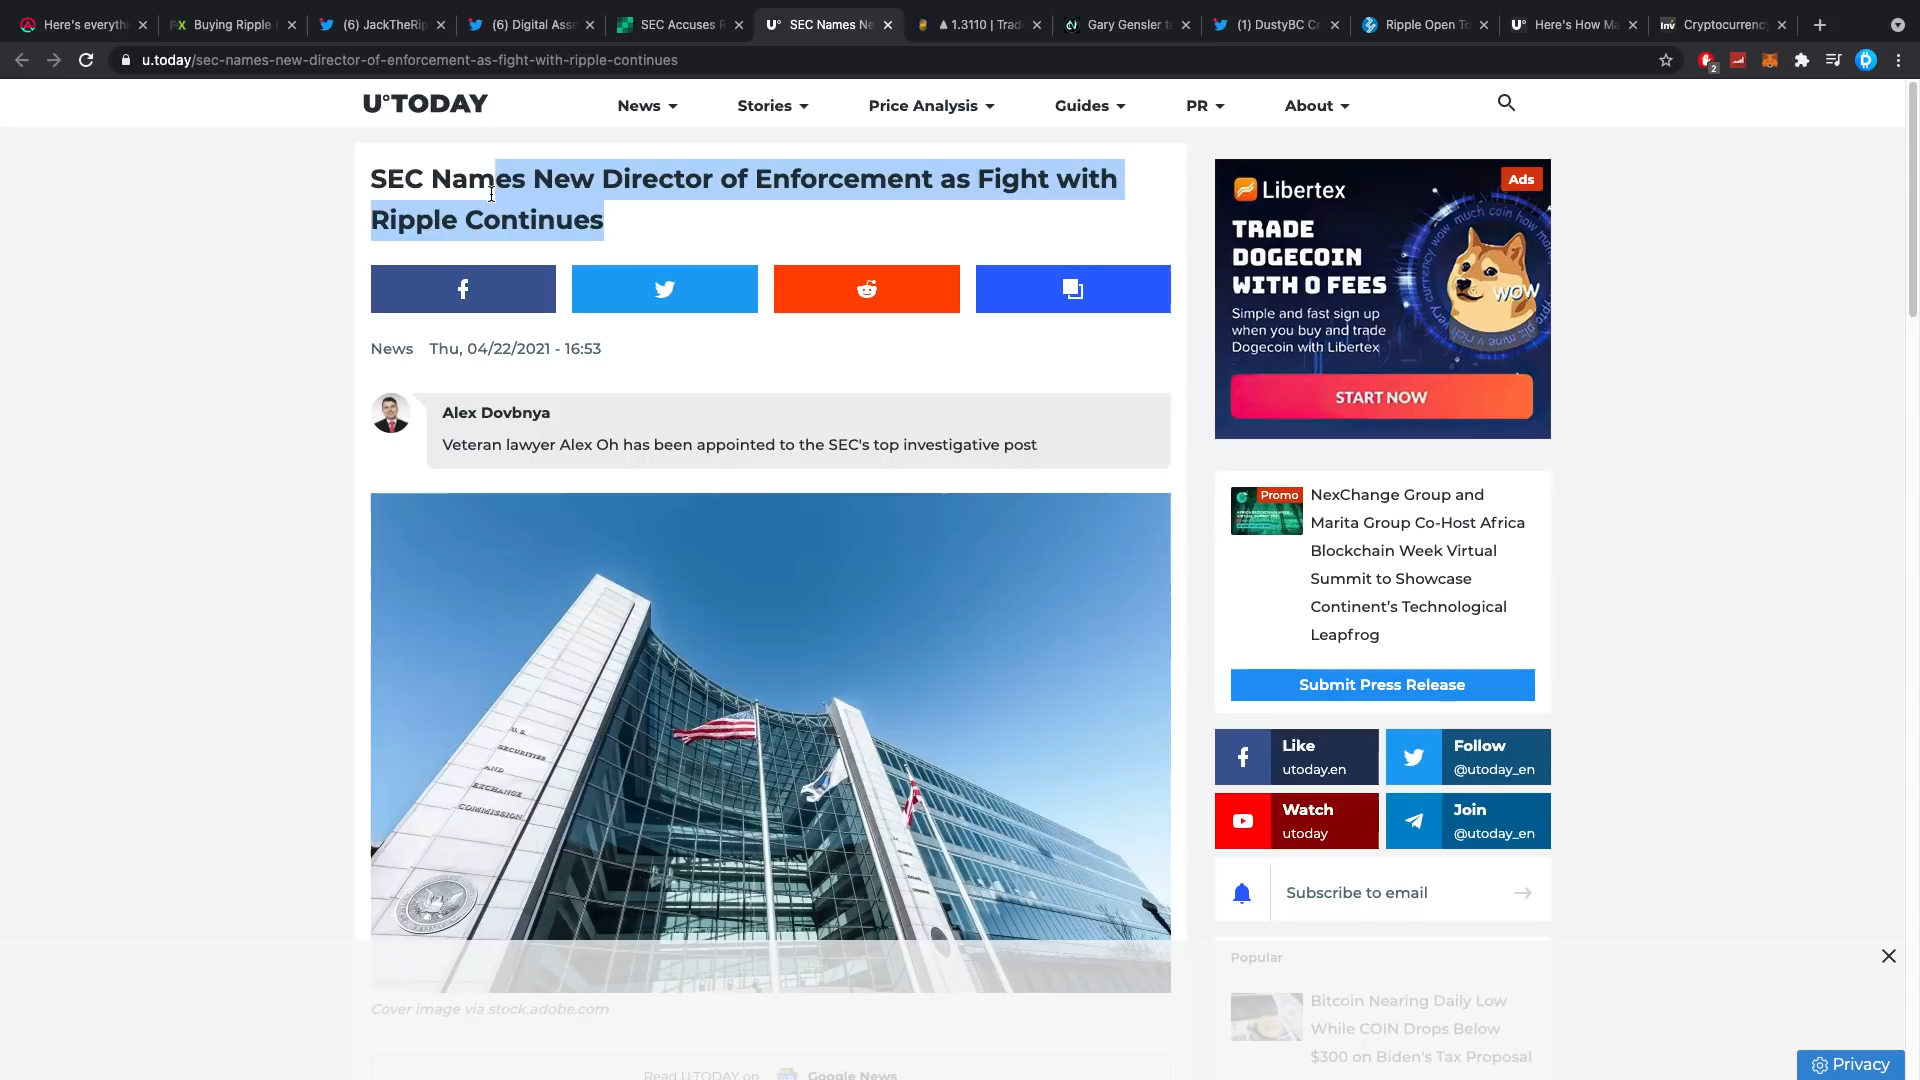 Here's everythi
Buying Ripple (
(6) JackTheRip
(6) Digital Asse
SEC Accuses R
SEC Names Ne
1.3110 | Trad
Gary Gensler ta
(1) DustyBC Cr
Ripple Open To
Here's How Ma
Cryptocurrency
u.today/sec-names-new-director-of-enforcement-as-fight-with-ripple-continues
2
U°TODAY
News
Stories
Price Analysis
Guides
PR
About
SEC Names New Director of Enforcement as Fight with
Ripple Continues
News Thu, 04/22/2021 - 16:53
Alex Dovbnya
Veteran lawyer Alex Oh has been appointed to the SEC's top investigative post
U.S.
SECURITIES
AND
EXCHANGE
COMMISSION
Cover image via stock.adobe.com
Read U.TODAY on Google News
Libertex
Ads
TRADE
DOGECOIN
WITH 0 FEES
Simple and fast sign up
when you buy and trade
Dogecoin with Libertex
WOW
START NOW
Promo
NexChange Group and
Marita Group Co-Host Africa
Blockchain Week Virtual
Summit to Showcase
Continent's Technological
Leapfrog
Submit Press Release
Like
utoday.en
Follow
@utoday_en
Watch
utoday
Join
@utoday_en
Subscribe to email
Popular
Bitcoin Nearing Daily Low
While COIN Drops Below
$300 on Biden's Tax Proposal
Privacy